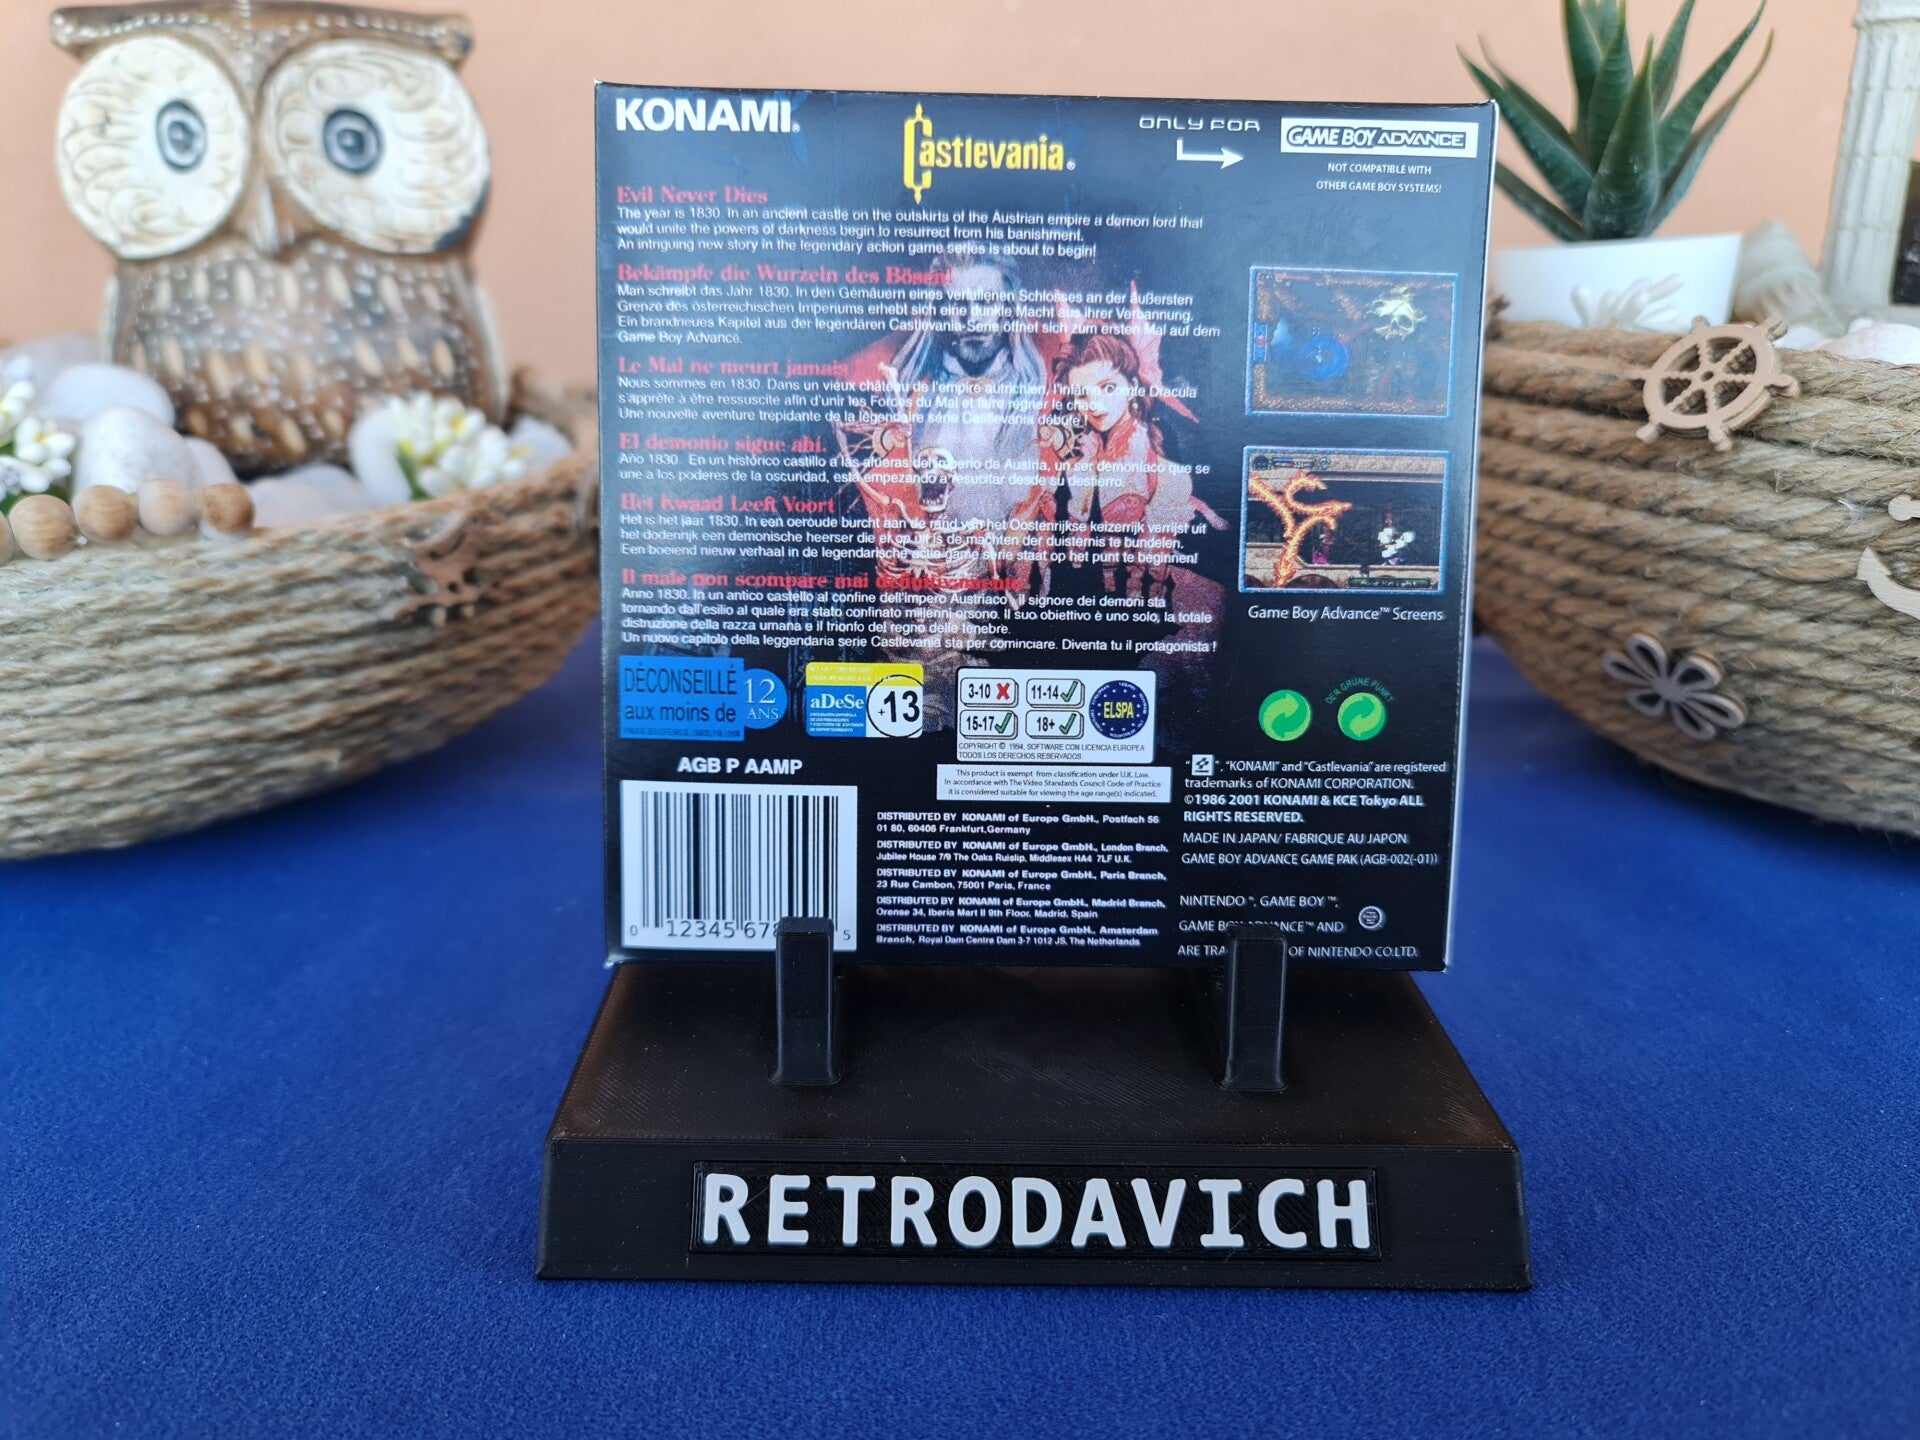 KONAMI®
Castlevania®
ONLY FOR
GAME BOY ADVANCE
NOT COMPATIBLE WITH
OTHER GAME BOY SYSTEMS!
Evil Never Dies
The year is 1830. In an ancient castle on the outskirts of the Austrian empire a demon lord that
would unite the powers of darkness begin to resurrect from his banishment.
An intriguing new story in the legendary action game series is about to begin!
Bekämpfe die Wurzeln des Bösen!
Man schreibt das Jahr 1830. In den Gemäuern eines verfallenen Schlosses an der äußersten
Grenze des österreichischen Imperiums erhebt sich eine dunkle Macht aus ihrer Verbannung.
Ein brandneues Kapitel aus der legendären Castlevania-Serie öffnet sich zum ersten Mal auf dem
Game Boy Advance.
Le Mal ne meurt jamais
Nous sommes en 1830. Dans un vieux château de l'empire autrichien, l'infâme Comte Dracula
s'apprête à être ressuscité afin d'unir les Forces du Mal et faire régner le chaos.
Une nouvelle aventure trepidante de la légendaire série Castlevania débute !
El demonio sigue ahí.
Año 1830. En un histórico castillo a las afueras del imperio de Austria, un ser demoníaco que se
une a los poderes de la oscuridad, está empezando a resucitar desde su destierro.
Het Kwaad Leeft Voort
Het is het jaar 1830. In een oeroude burcht aan de rand van het Oostenrijkse keizerrijk verrijst uit
het dodenrijk een demonische heerser die er op uit is de machten der duisternis te bundelen.
Een boeiend nieuw verhaal in de legendarische actie game serie staat op het punt te beginnen!
Il male non scompare mai
Anno 1830. In un antico castello al confine dell'Impero Austriaco, il signore dei demoni sta
tornando dall'esilio al quale era stato confinato millenni orsono. Il suo obiettivo è uno solo, la totale
distruzione della razza umana e il trionfo del regno delle tenebre.
Un nuovo capitolo della leggendaria serie Castlevania sta per cominciare. Diventa tu il protagonista !
Game Boy Advance™ Screens
DÉCONSEILLÉ
aux moins de
12
ANS
aDeSe
+13
3-10
11-14
15-17
18+
ELSPA
COPYRIGHT © 1994, SOFTWARE CON LICENCIA EUROPEA
TODOS LOS DERECHOS RESERVADOS
This product is exempt from classification under U.K. Law.
In accordance with The Video Standards Council Code of Practice
it is considered suitable for viewing the age range(s) indicated.
DER GRÜNE PUNKT
AGB P AAMP
0 12345 678 5
DISTRIBUTED BY KONAMI of Europe GmbH., Postfach 56
01 80, 60406 Frankfurt,Germany
DISTRIBUTED BY KONAMI of Europe GmbH., London Branch,
Jubilee House 7/9 The Oaks Ruislip, Middlesex HA4 7LF U.K.
DISTRIBUTED BY KONAMI of Europe GmbH., Paris Branch,
23 Rue Cambon, 75001 Paris, France
DISTRIBUTED BY KONAMI of Europe GmbH., Madrid Branch,
Orense 34, Iberia Mart II 9th Floor. Madrid. Spain
DISTRIBUTED BY KONAMI of Europe GmbH., Amsterdam
Branch, Royal Dam Centre Dam 3-7 1012 JS, The Netherlands
" ", "KONAMI" and "Castlevania" are registered
trademarks of KONAMI CORPORATION.
©1986 2001 KONAMI & KCE Tokyo ALL
RIGHTS RESERVED.
MADE IN JAPAN/ FABRIQUE AU JAPON
GAME BOY ADVANCE GAME PAK (AGB-002(-01))
NINTENDO ®, GAME BOY ™,
GAME BOY ADVANCE™ AND
ARE TRA OF NINTENDO CO.LTD.
RETRODAVICH